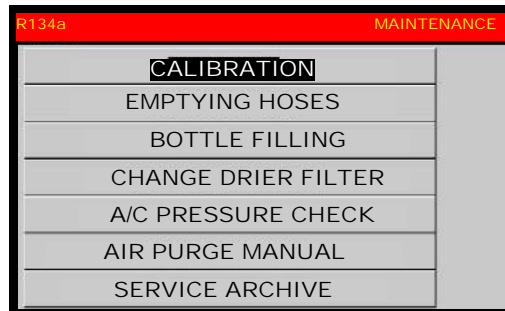 R134a MAINTENANCE
CALIBRATION
EMPTYING HOSES
BOTTLE FILLING
CHANGE DRIER FILTER
A/C PRESSURE CHECK
AIR PURGE MANUAL
SERVICE ARCHIVE